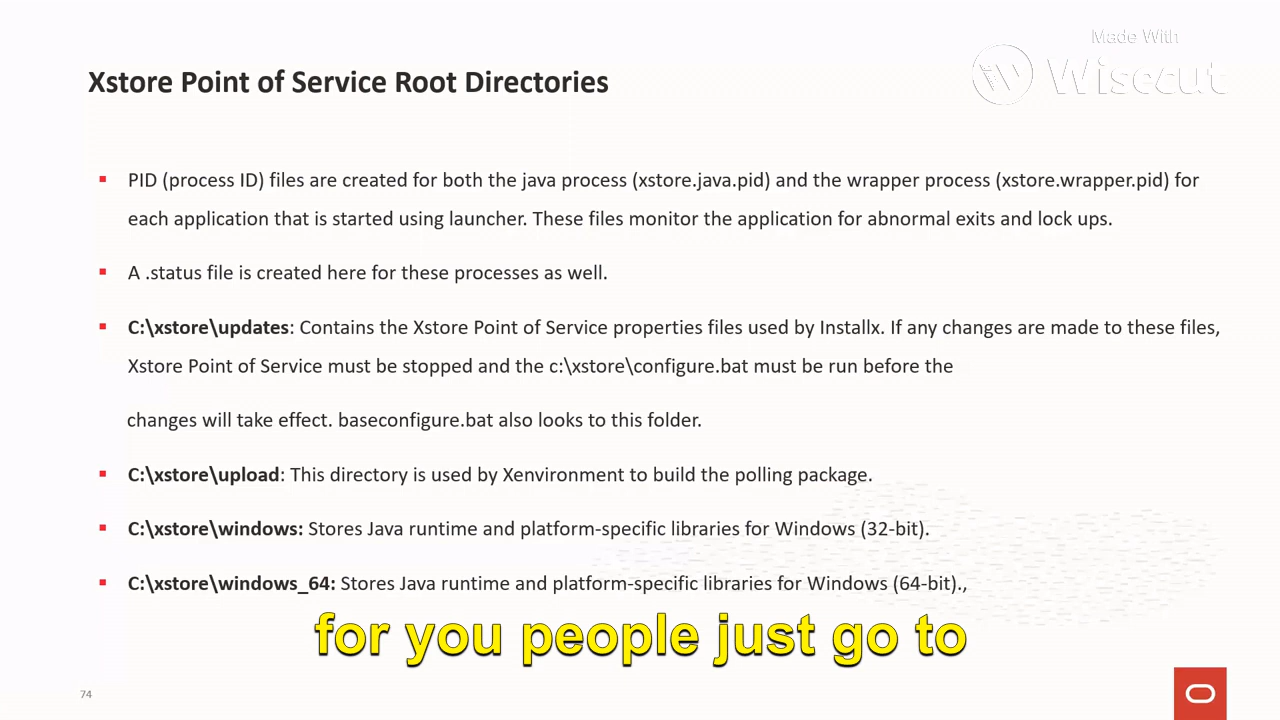 Made With
Wisecut
Xstore Point of Service Root Directories
PID (process ID) files are created for both the java process (xstore.java.pid) and the wrapper process (xstore.wrapper.pid) for
each application that is started using launcher. These files monitor the application for abnormal exits and lock ups.
A .status file is created here for these processes as well.
C:\xstore\updates: Contains the Xstore Point of Service properties files used by Installx. If any changes are made to these files,
Xstore Point of Service must be stopped and the c:\xstore\configure.bat must be run before the
changes will take effect. baseconfigure.bat also looks to this folder.
C:\xstore\upload: This directory is used by Xenvironment to build the polling package.
C:\xstore\windows: Stores Java runtime and platform-specific libraries for Windows (32-bit).
C:\xstore\windows_64: Stores Java runtime and platform-specific libraries for Windows (64-bit).,
for you people just go to
74